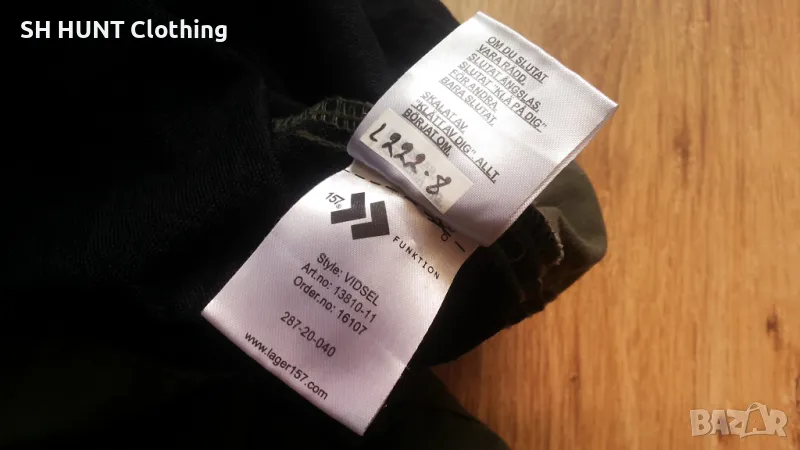 SH HUNT Clothing
OM DU SLUTAT
VARA RÄDD.
SLUTAT ÄNGSLAS.
SLUTAT "KLÄ PÅ DIG"
FÖR ANDRA.
BARA SLUTAT.
SKALAT AV.
"KLÄTT AV DIG". ALLT.
BÖRJAT OM.
L222-8
157®
FUNKTION
Style: VIDSEL
Art.no: 13810-11
Order.no: 16107
287-20-040
www.lager157.com
BAZAR